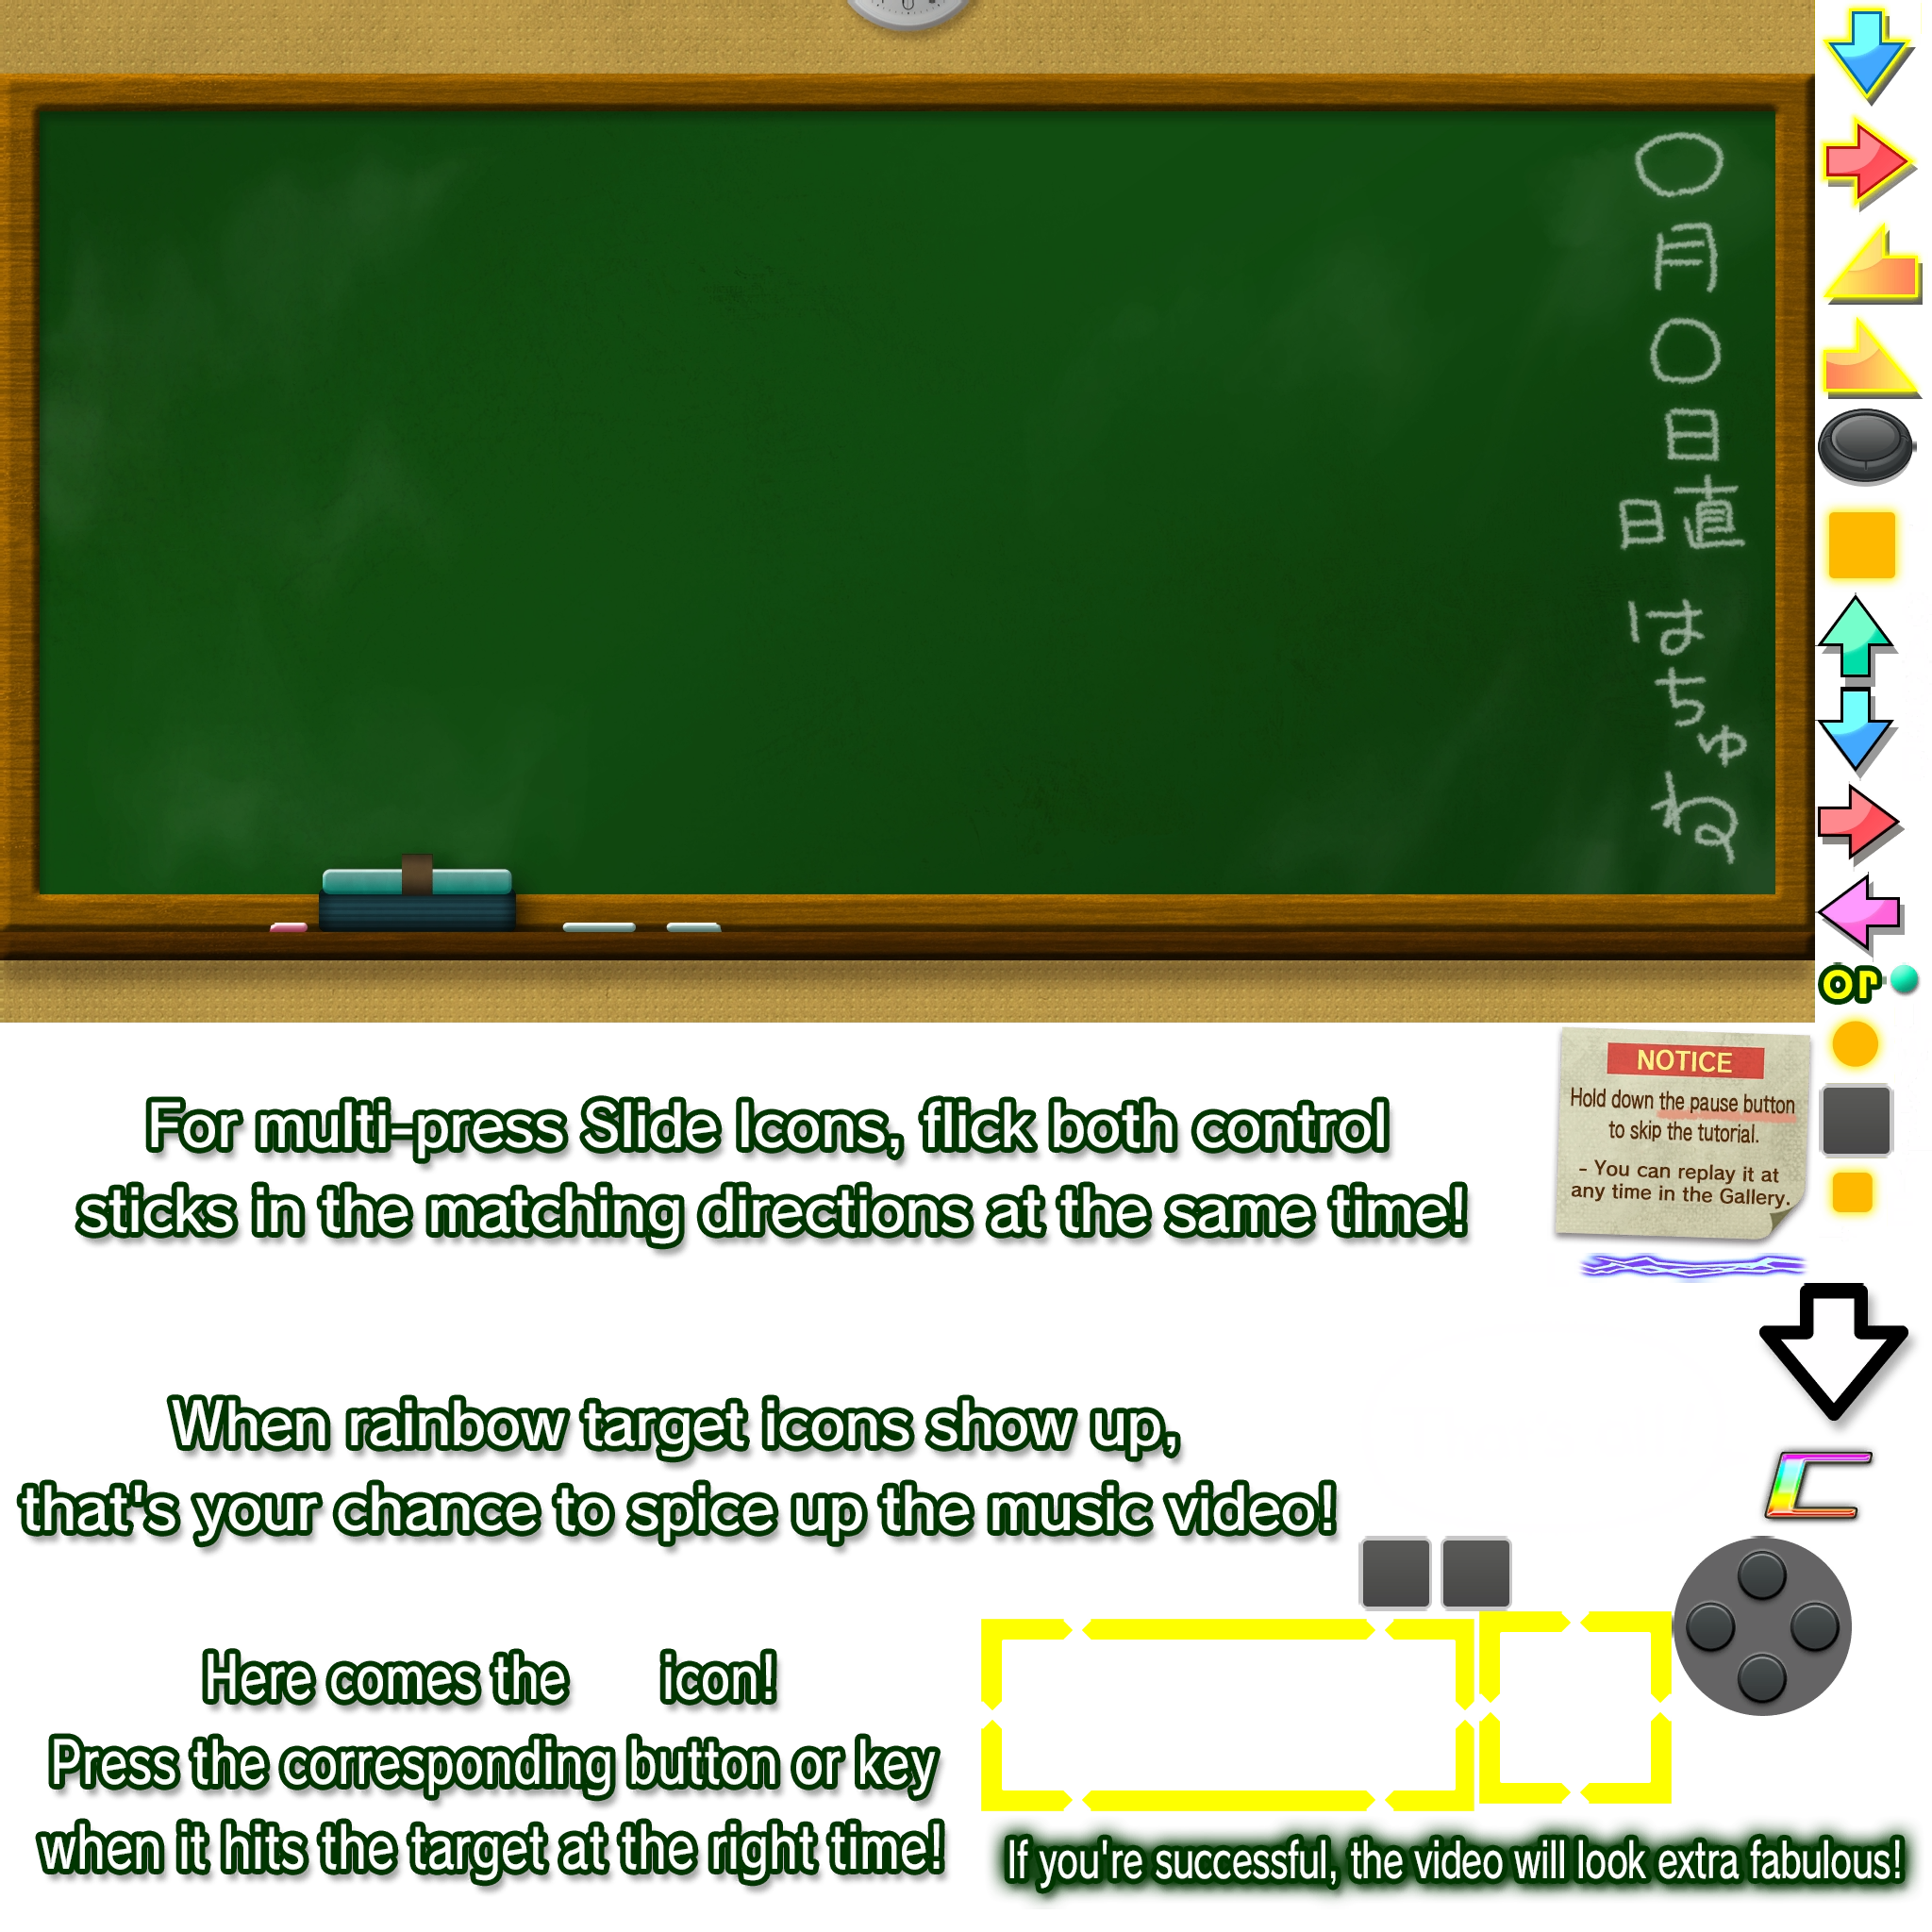 〇月〇日
日直
はちゅね
or
NOTICE
Hold down the pause button
to skip the tutorial.
- You can replay it at
any time in the Gallery.
For multi-press Slide Icons, flick both control
sticks in the matching directions at the same time!
When rainbow target icons show up,
that's your chance to spice up the music video!
Here comes the icon!
Press the corresponding button or key
when it hits the target at the right time!
If you're successful, the video will look extra fabulous!